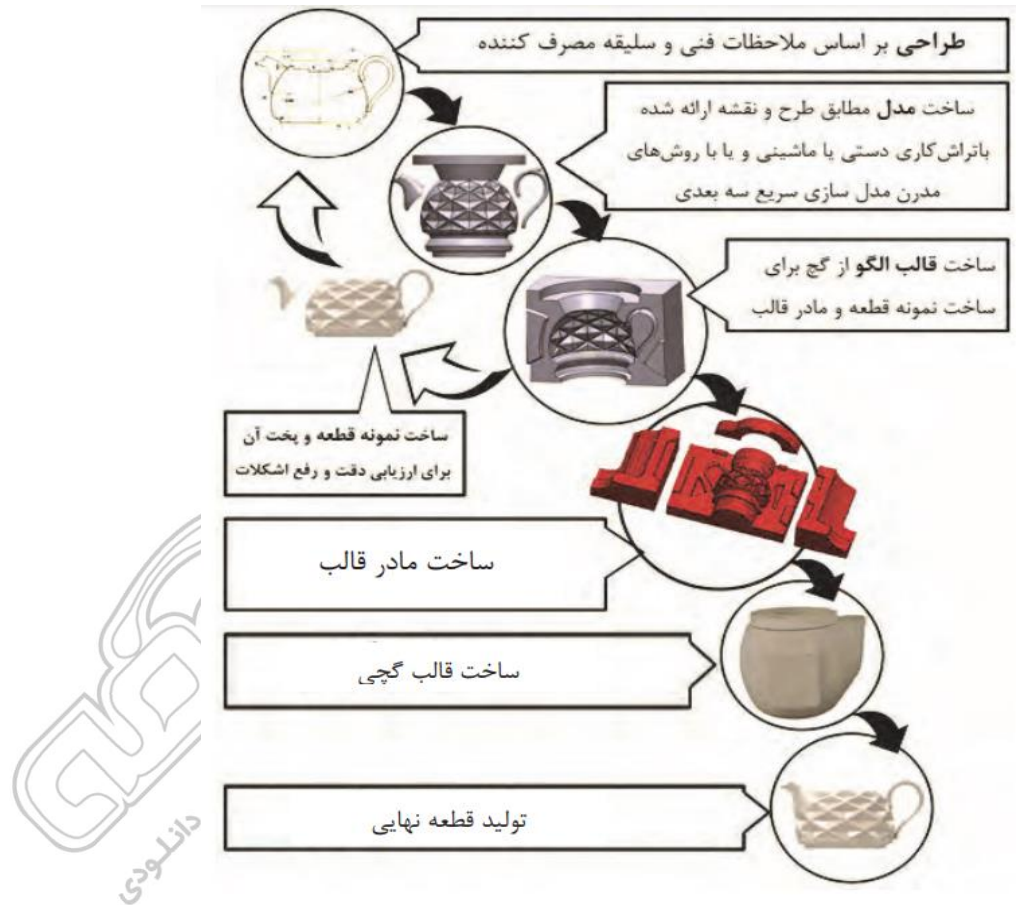 طراحی بر اساس ملاحظات فنی و سلیقه مصرف کننده
ساخت مدل مطابق طرح و نقشه ارائه شده
باتراش‌کاری دستی یا ماشینی و یا با روش‌های
مدرن مدل سازی سریع سه بعدی
ساخت قالب الگو از گچ برای
ساخت نمونه قطعه و مادر قالب
ساخت نمونه قطعه و پخت آن
برای ارزیابی دقت و رفع اشکلات
ساخت مادر قالب
ساخت قالب گچی
تولید قطعه نهایی
دانلودی